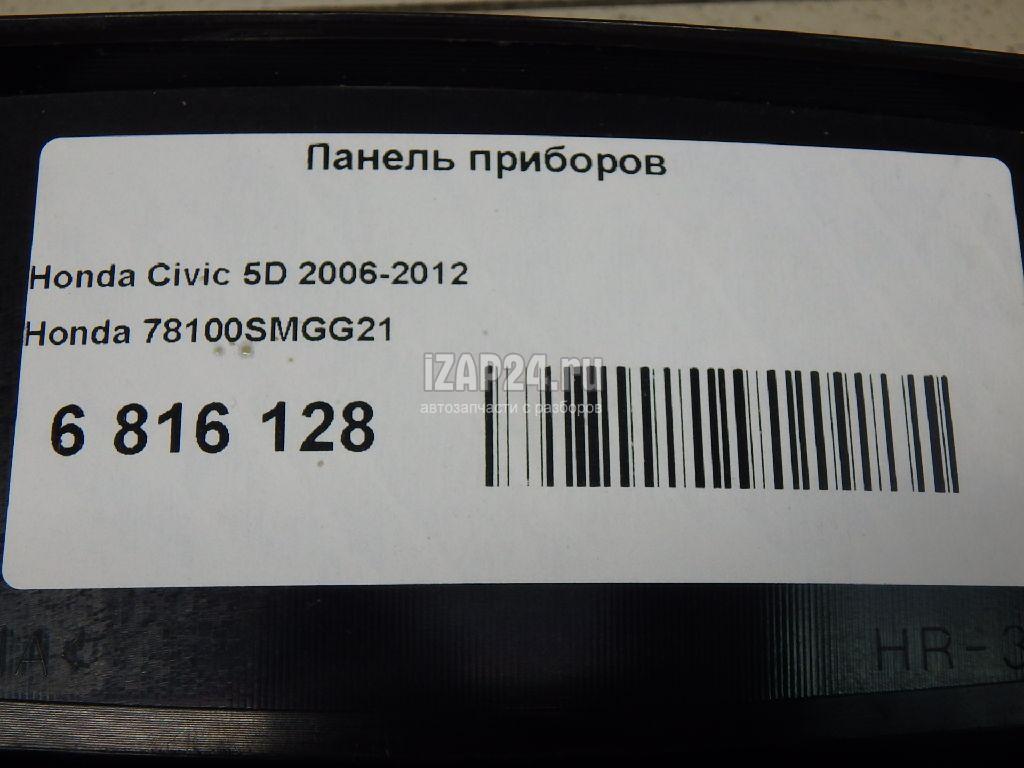 Панель приборов
Honda Civic 5D 2006-2012
Honda 78100SMGG21
iZAP24.ru
автозапчасти с разборов
6 816 128
HR-3